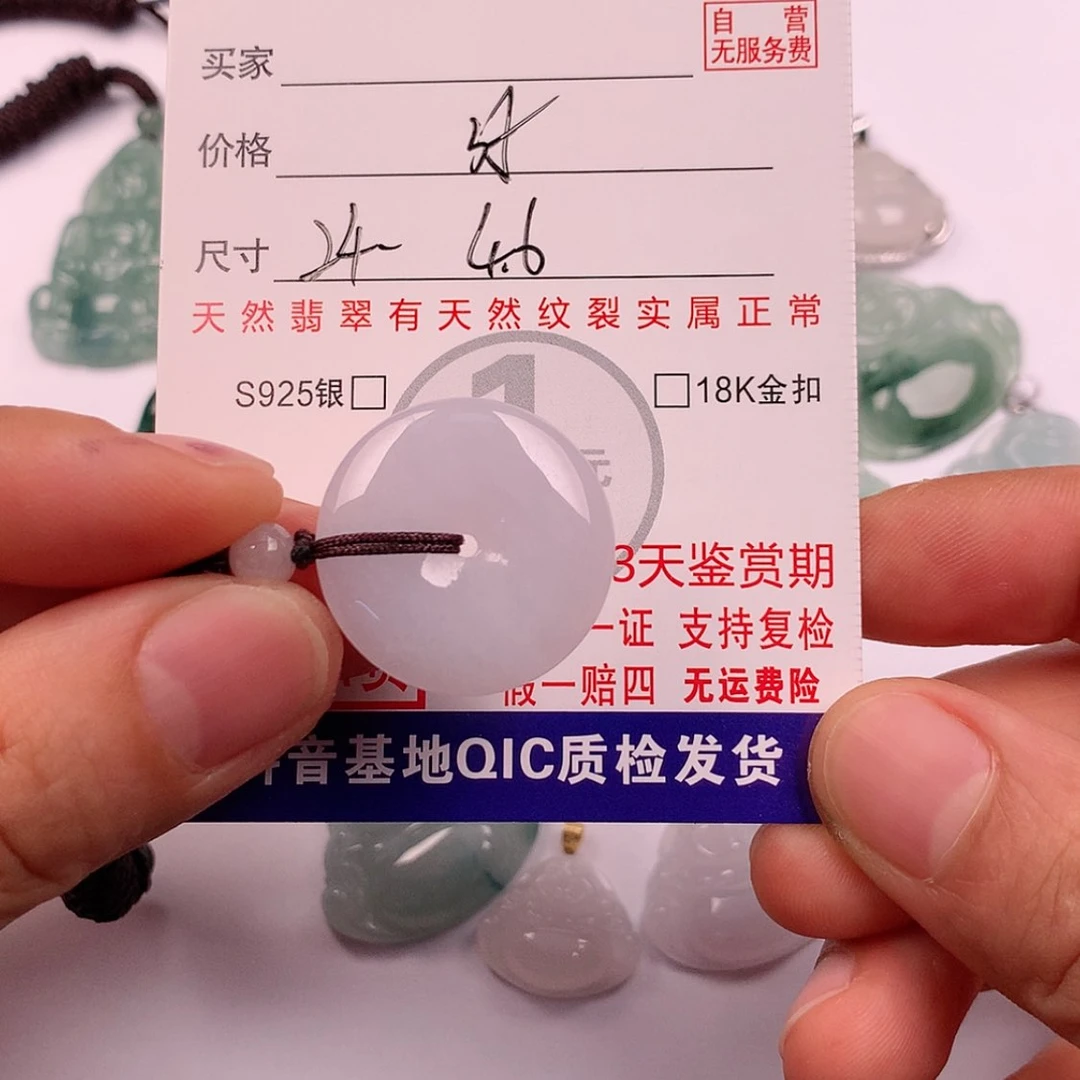 自营
无服务费
买家
价格
尺寸 24 4.6
天然翡翠有天然纹裂实属正常
S925银□ □18K金扣
1
元
3天鉴赏期
一证 支持复检
假一赔四 无运费险
音基地QIC质检发货